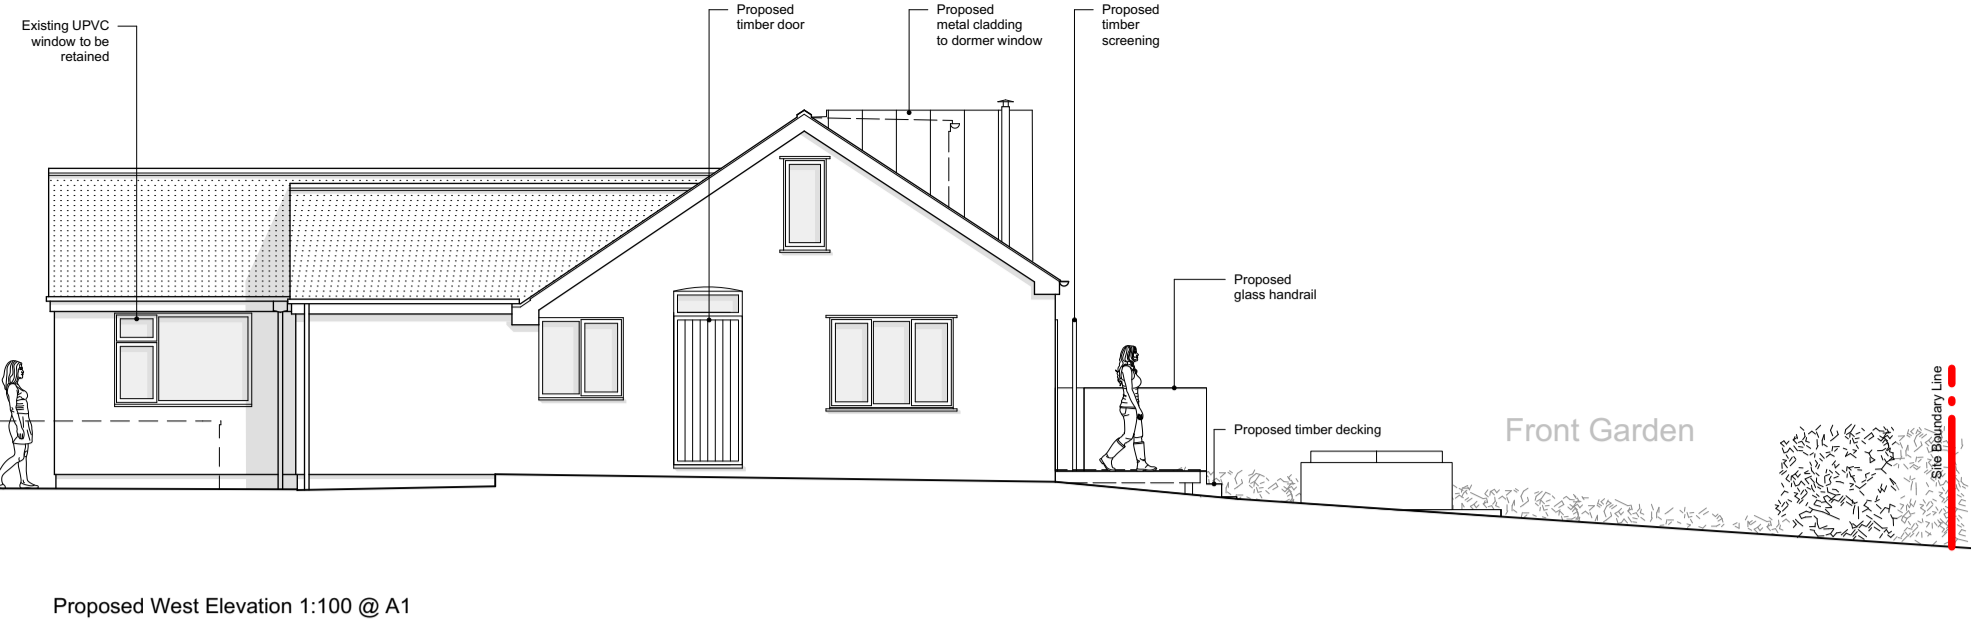 Existing UPVC
window to be
retained
Proposed
timber door
Proposed
metal cladding
to dormer window
Proposed
timber
screening
Proposed
glass handrail
Proposed timber decking
Front Garden
Site Boundary Line
Proposed West Elevation 1:100 @ A1